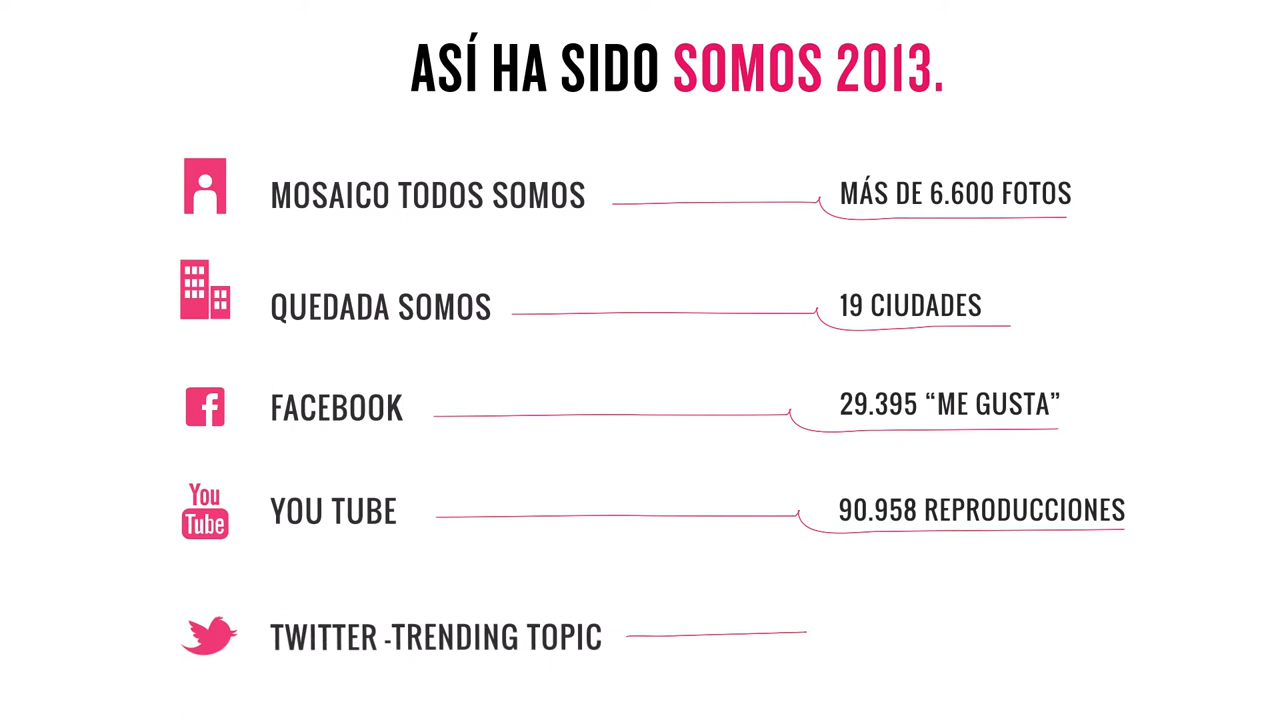 ASÍ HA SIDO SOMOS 2013.
MOSAICO TODOS SOMOS MÁS DE 6.600 FOTOS
QUEDADA SOMOS 19 CIUDADES
FACEBOOK 29.395 “ME GUSTA”
You
Tube
YOU TUBE 90.958 REPRODUCCIONES
TWITTER -TRENDING TOPIC